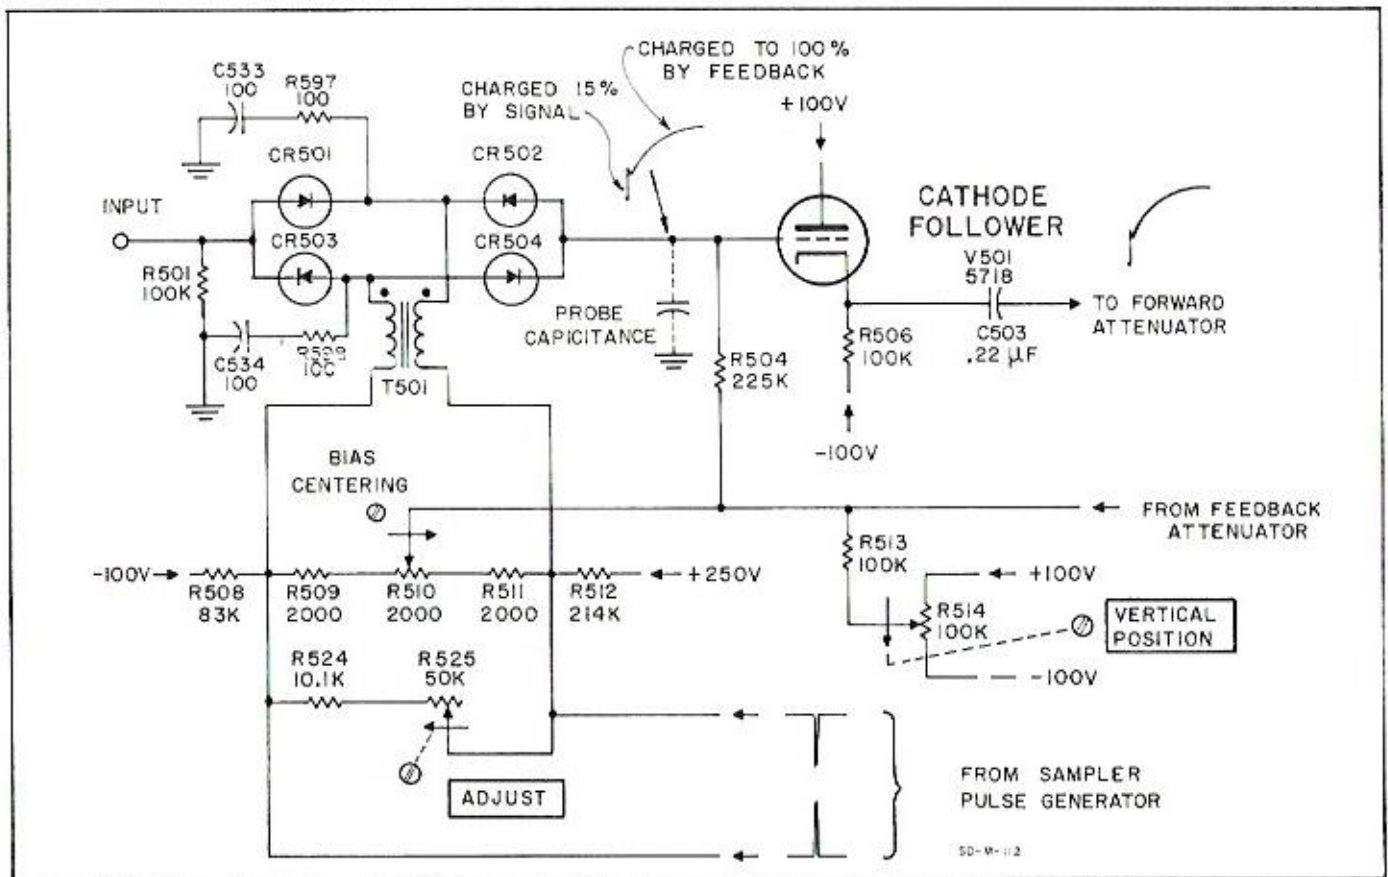 C533
100
R597
100
CHARGED 15%
BY SIGNAL
CHARGED TO 100%
BY FEEDBACK
+100V
CR501
CR502
INPUT
CR503
CR504
CATHODE
FOLLOWER
V501
5718
R501
100K
C534
100
T501
PROBE
CAPICITANCE
R504
225K
R506
100K
C503
.22 µF
TO FORWARD
ATTENUATOR
-100V
BIAS
CENTERING
FROM FEEDBACK
ATTENUATOR
R513
100K
-100V
R508
83K
R509
2000
R510
2000
R511
2000
R512
214K
+250V
+100V
R514
100K
VERTICAL
POSITION
-100V
R524
10.1K
R525
50K
ADJUST
FROM SAMPLER
PULSE GENERATOR
SD-M-112